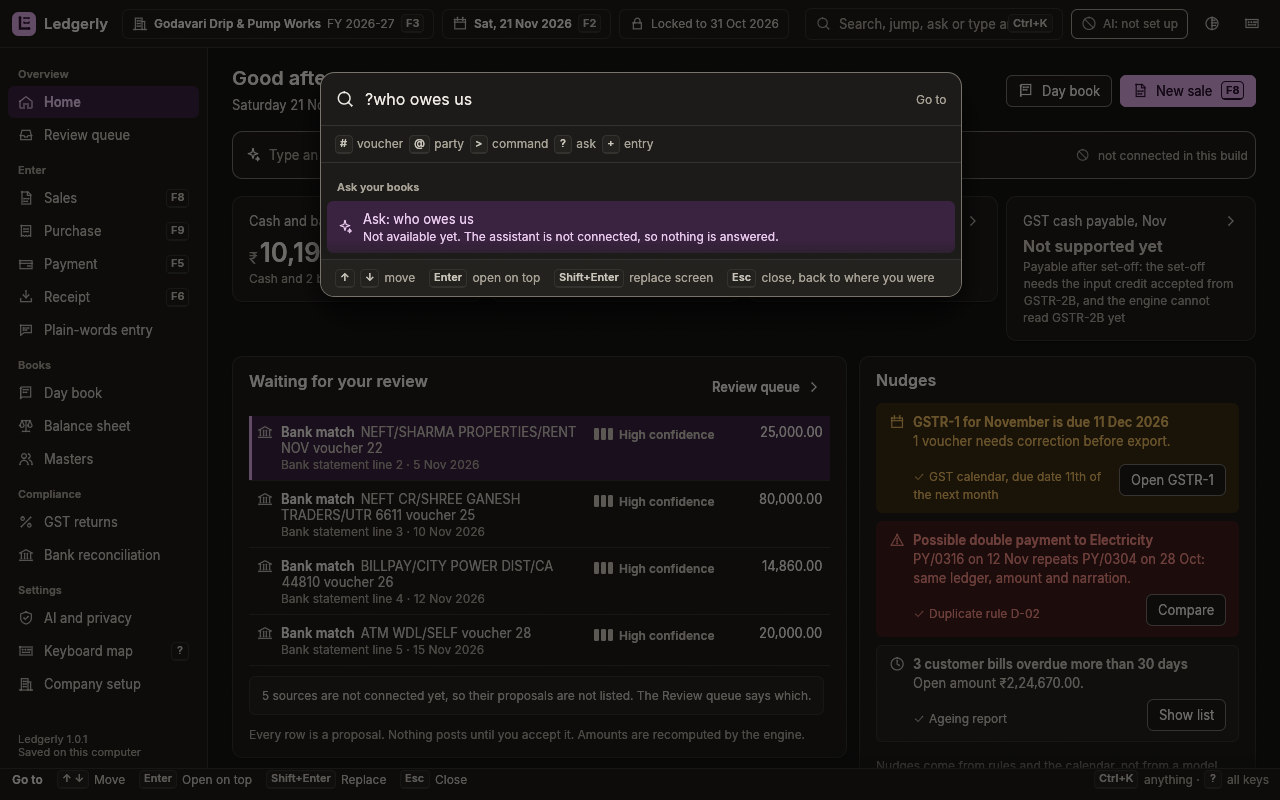 Ledgerly
Godavari Drip & Pump Works FY 2026-27 F3
Sat, 21 Nov 2026 F2
Locked to 31 Oct 2026
Search, jump, ask or type a Ctrl+K
AI: not set up
Overview
Home
Review queue
Enter
Sales F8
Purchase F9
Payment F5
Receipt F6
Plain-words entry
Books
Day book
Balance sheet
Masters
Compliance
GST returns
Bank reconciliation
Settings
AI and privacy
Keyboard map ?
Company setup
Ledgerly 1.0.1
Saved on this computer
Good afte
Saturday 21 No
Day book
New sale F8
Type an
not connected in this build
?who owes us
Go to
# voucher @ party > command ? ask + entry
Ask your books
Ask: who owes us
Not available yet. The assistant is not connected, so nothing is answered.
↑ ↓ move Enter open on top Shift+Enter replace screen Esc close, back to where you were
Cash and b
₹10,19
Cash and 2 b
GST cash payable, Nov
Not supported yet
Payable after set-off: the set-off
needs the input credit accepted from
GSTR-2B, and the engine cannot
read GSTR-2B yet
Waiting for your review
Review queue
Bank match NEFT/SHARMA PROPERTIES/RENT
NOV voucher 22
Bank statement line 2 · 5 Nov 2026
High confidence
25,000.00
Bank match NEFT CR/SHREE GANESH
TRADERS/UTR 6611 voucher 25
Bank statement line 3 · 10 Nov 2026
High confidence
80,000.00
Bank match BILLPAY/CITY POWER DIST/CA
44810 voucher 26
Bank statement line 4 · 12 Nov 2026
High confidence
14,860.00
Bank match ATM WDL/SELF voucher 28
Bank statement line 5 · 15 Nov 2026
High confidence
20,000.00
5 sources are not connected yet, so their proposals are not listed. The Review queue says which.
Every row is a proposal. Nothing posts until you accept it. Amounts are recomputed by the engine.
Nudges
GSTR-1 for November is due 11 Dec 2026
1 voucher needs correction before export.
✓ GST calendar, due date 11th of
the next month
Open GSTR-1
Possible double payment to Electricity
PY/0316 on 12 Nov repeats PY/0304 on 28 Oct:
same ledger, amount and narration.
✓ Duplicate rule D-02
Compare
3 customer bills overdue more than 30 days
Open amount ₹2,24,670.00.
✓ Ageing report
Show list
Nudges come from rules and the calendar, not from a model.
Go to ↑ ↓ Move Enter Open on top Shift+Enter Replace Esc Close
Ctrl+K anything · ? all keys